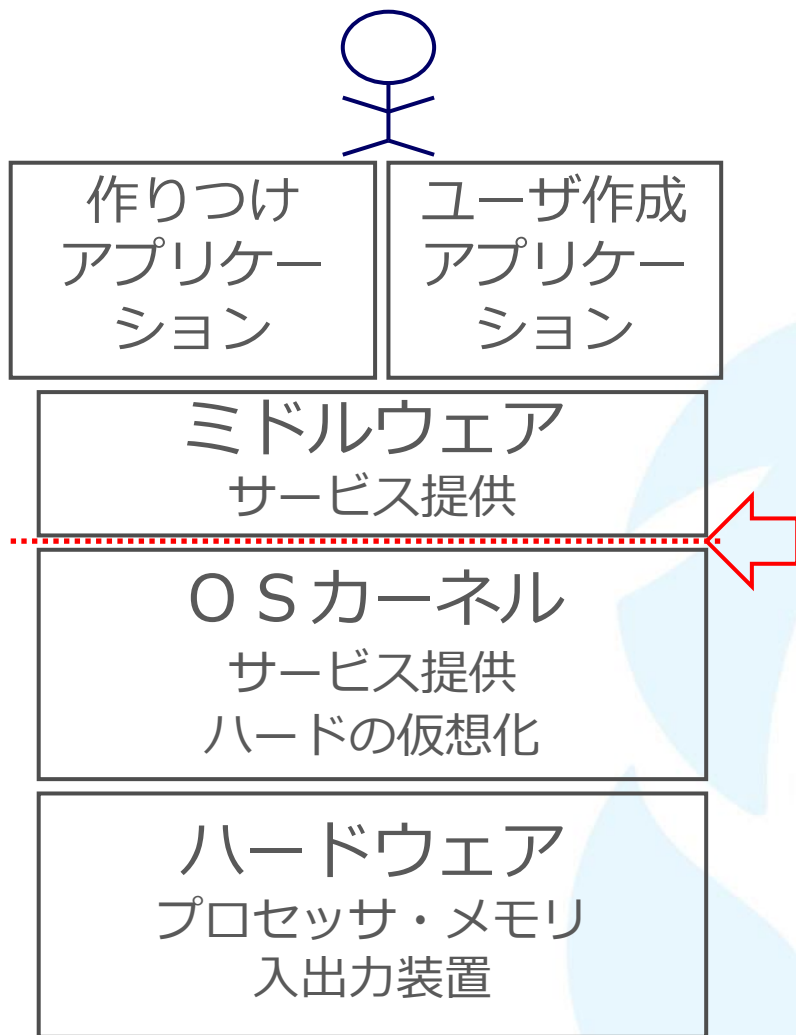 作りつけ
アプリケー
ション
ユーザ作成
アプリケー
ション
ミドルウェア
サービス提供
ＯＳカーネル
サービス提供
ハードの仮想化
ハードウェア
プロセッサ・メモリ
入出力装置